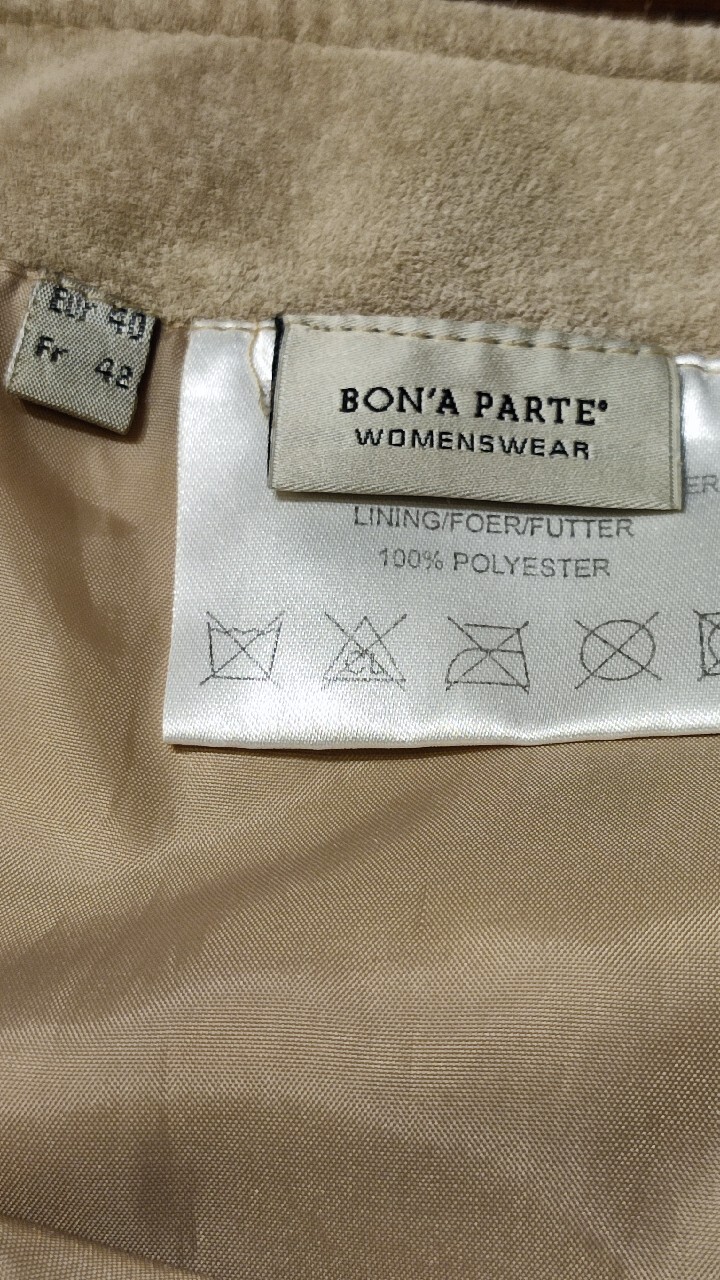 Eur 40
Fr 42
BON'A PARTE®
WOMENSWEAR
LINING/FOER/FUTTER
100% POLYESTER